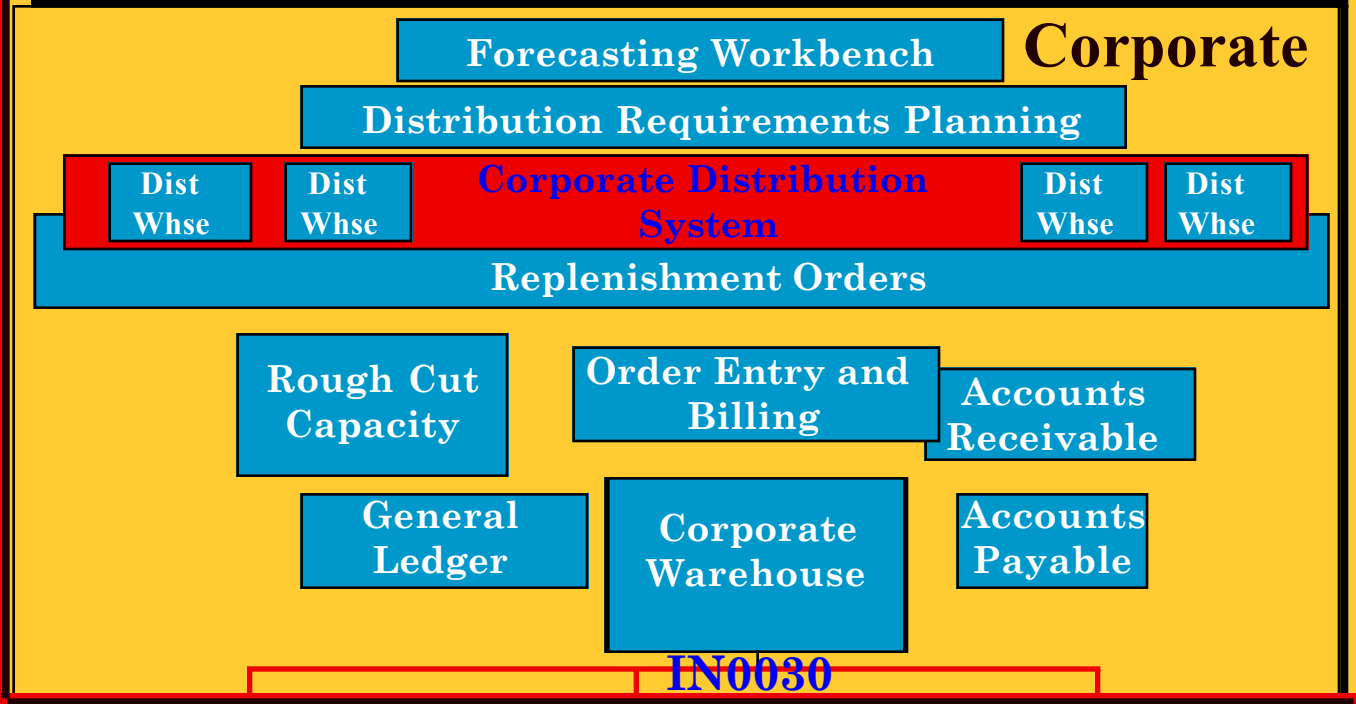 Corporate
Forecasting Workbench
Distribution Requirements Planning
Dist
Whse
Dist
Whse
Corporate Distribution
System
Dist
Whse
Dist
Whse
Replenishment Orders
Rough Cut
Capacity
Order Entry and
Billing
Accounts
Receivable
General
Ledger
Corporate
Warehouse
Accounts
Payable
IN0030